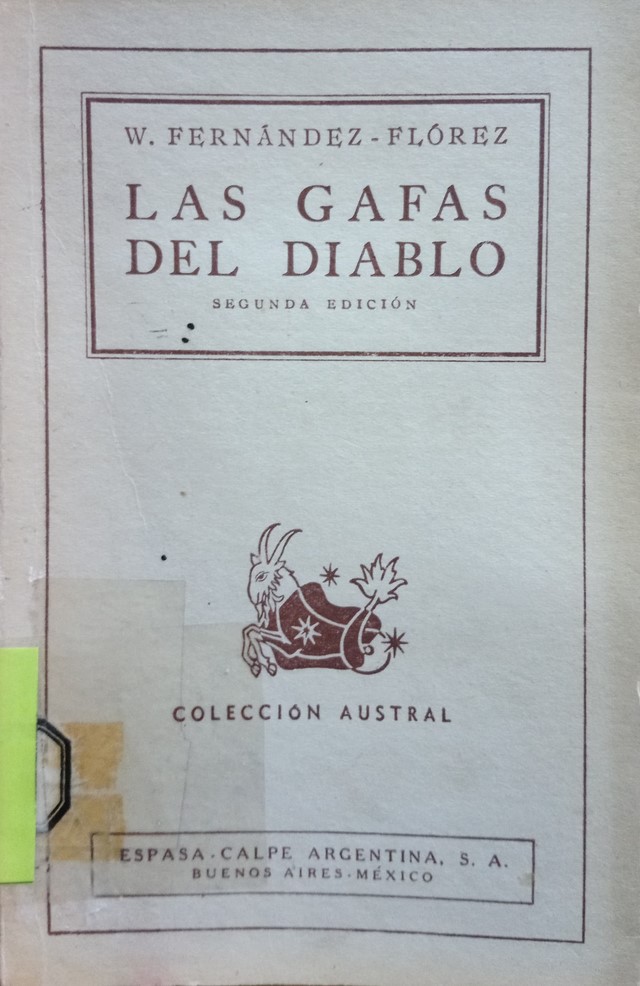 W. FERNÁNDEZ-FLÓREZ
LAS GAFAS
DEL DIABLO
SEGUNDA EDICIÓN
COLECCIÓN AUSTRAL
ESPASA-CALPE ARGENTINA, S. A.
BUENOS AIRES-MÉXICO